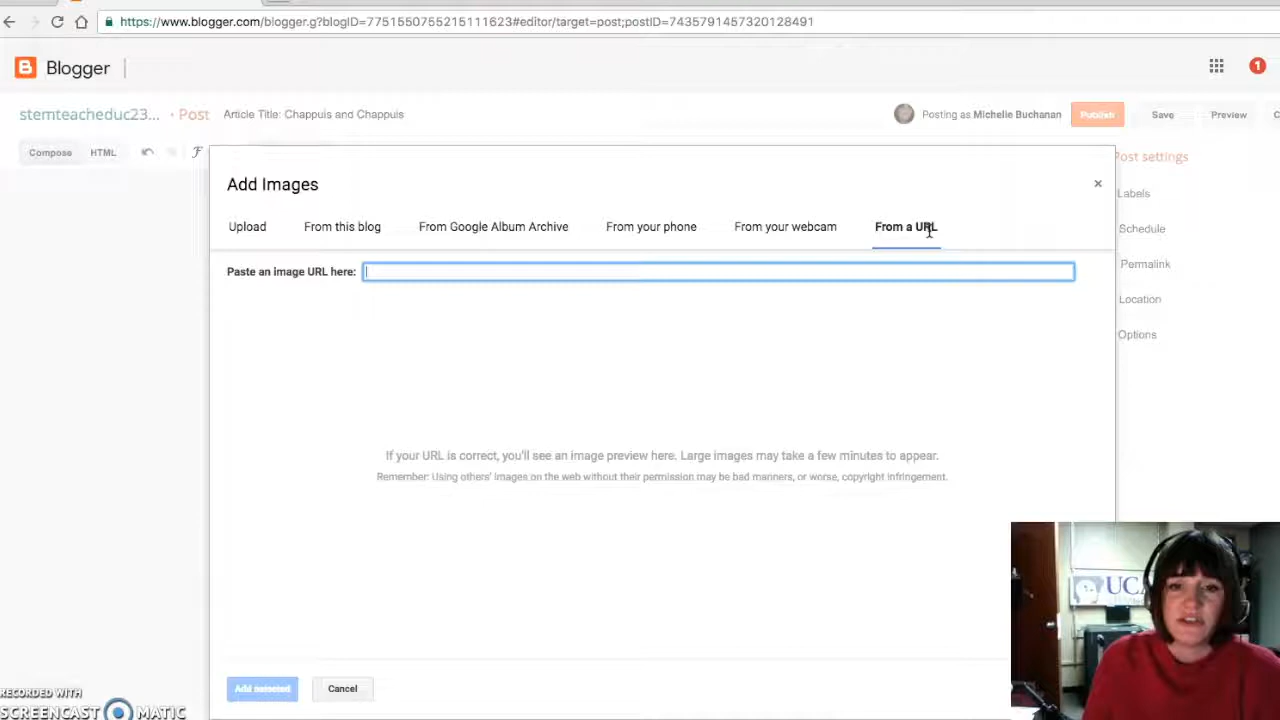 https://www.blogger.com/blogger.g?blogID=7751550755215111623#editor/target=post;postID=7435791457320128491
Blogger
1
stemteacheduc23... · Post Article Title: Chappuis and Chappuis Posting as Michelle Buchanan Publish Save Preview C
Compose HTML
Post settings
Add Images
×
Labels
Upload From this blog From Google Album Archive From your phone From your webcam From a URL
Schedule
Permalink
Paste an image URL here:
Location
Options
If your URL is correct, you'll see an image preview here. Large images may take a few minutes to appear.
Remember: Using others' images on the web without their permission may be bad manners, or worse, copyright infringement.
UCA
Add selected Cancel
RECORDED WITH
SCREENCAST MATIC